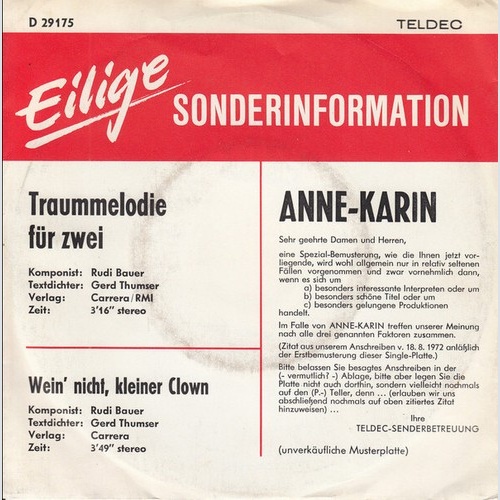 D 29175
TELDEC
Eilige SONDERINFORMATION
Traummelodie
für zwei
Komponist: Rudi Bauer
Textdichter: Gerd Thumser
Verlag: Carrera/RMI
Zeit: 3'16" stereo
Wein' nicht, kleiner Clown
Komponist: Rudi Bauer
Textdichter: Gerd Thumser
Verlag: Carrera
Zeit: 3'49" stereo
ANNE-KARIN
Sehr geehrte Damen und Herren,
eine Spezial-Bemusterung, wie die Ihnen jetzt vor-
liegende, wird wohl allgemein nur in relativ seltenen
Fällen vorgenommen und zwar vornehmlich dann,
wenn es sich um
a) besonders interessante Interpreten oder um
b) besonders schöne Titel oder um
c) besonders gelungene Produktionen
handelt.
Im Falle von ANNE-KARIN treffen unserer Meinung
nach alle drei genannten Faktoren zusammen.
(Zitat aus unserem Anschreiben v. 18. 8. 1972 anläßlich
der Erstbemusterung dieser Single-Platte.)
Bitte belassen Sie besagtes Anschreiben in der
(- vermutlich? -) Ablage, bitte aber legen Sie die
Platte nicht auch dorthin, sondern vielleicht nochmals
auf den (P.-) Teller, denn ... (erlauben wir uns
abschließend nochmals auf oben zitiertes Zitat
hinzuweisen) ...
Ihre
TELDEC-SENDERBETREUUNG
(unverkäufliche Musterplatte)